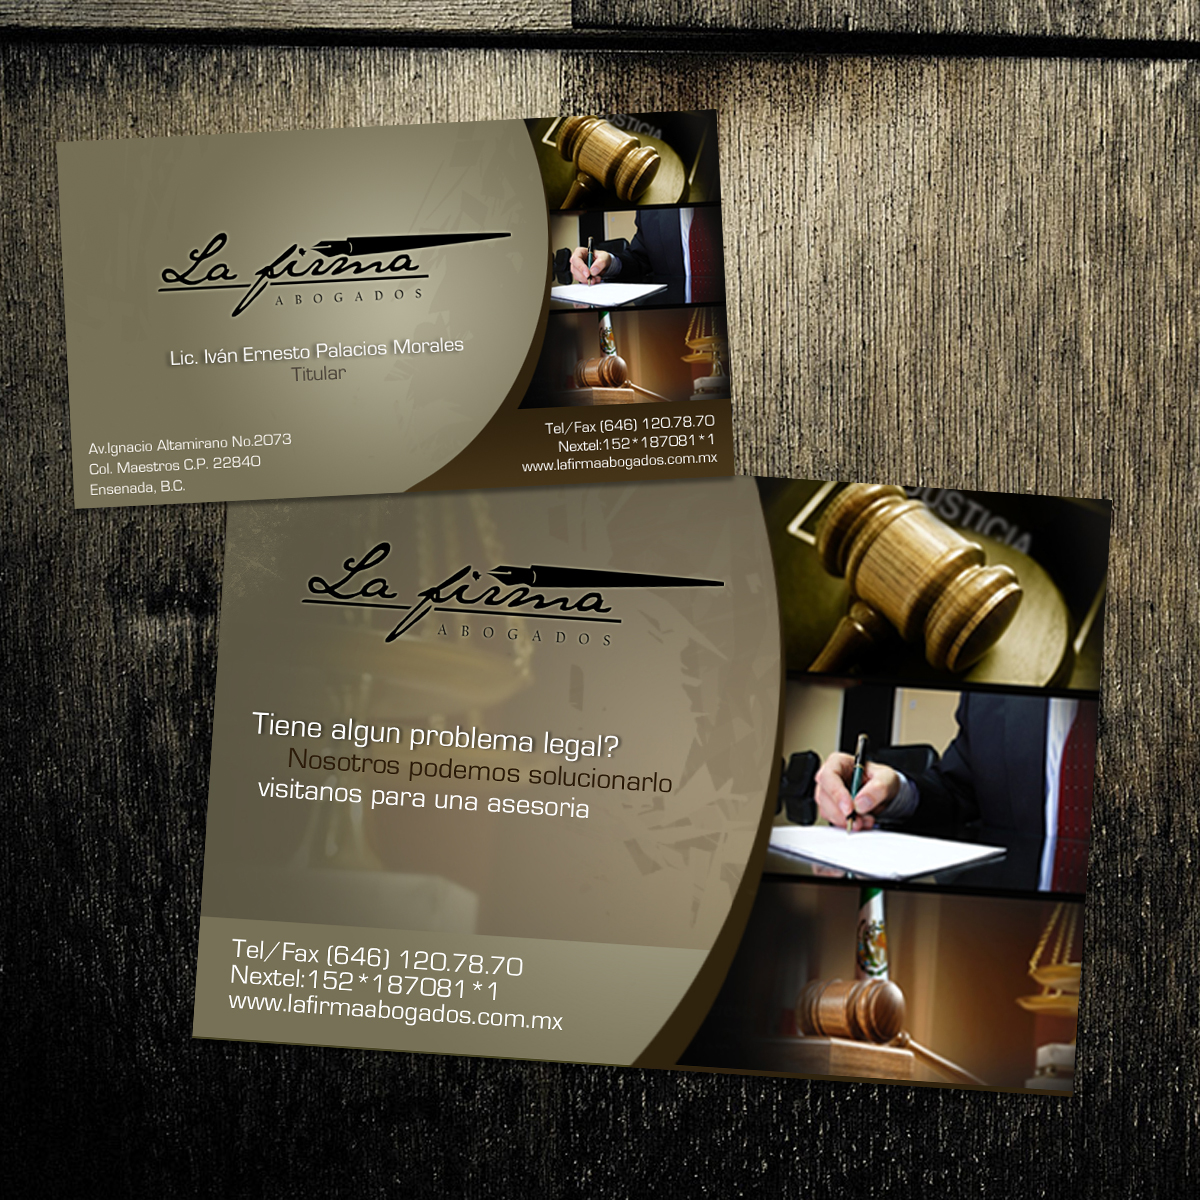 JUSTICIA
La firma
ABOGADOS
Lic. Iván Ernesto Palacios Morales
Titular
Av.Ignacio Altamirano No.2073
Col. Maestros C.P. 22840
Ensenada, B.C.
Tel/Fax (646) 120.78.70
Nextel:152*187081*1
www.lafirmaabogados.com.mx
JUSTICIA
La firma
ABOGADOS
Tiene algun problema legal?
Nosotros podemos solucionarlo
visitanos para una asesoria
Tel/Fax (646) 120.78.70
Nextel:152*187081*1
www.lafirmaabogados.com.mx